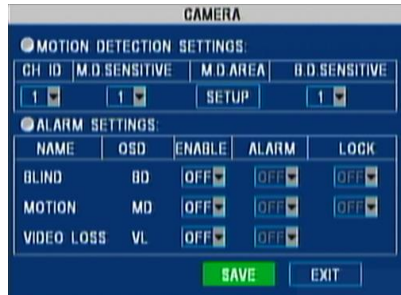 CAMERA
MOTION DETECTION SETTINGS:
CH ID M.D.SENSITIVE M.D.AREA B.D.SENSITIVE
1 1 SETUP 1
ALARM SETTINGS:
NAME OSD ENABLE ALARM LOCK
BLIND BD OFF OFF OFF
MOTION MD OFF OFF OFF
VIDEO LOSS VL OFF OFF
SAVE EXIT